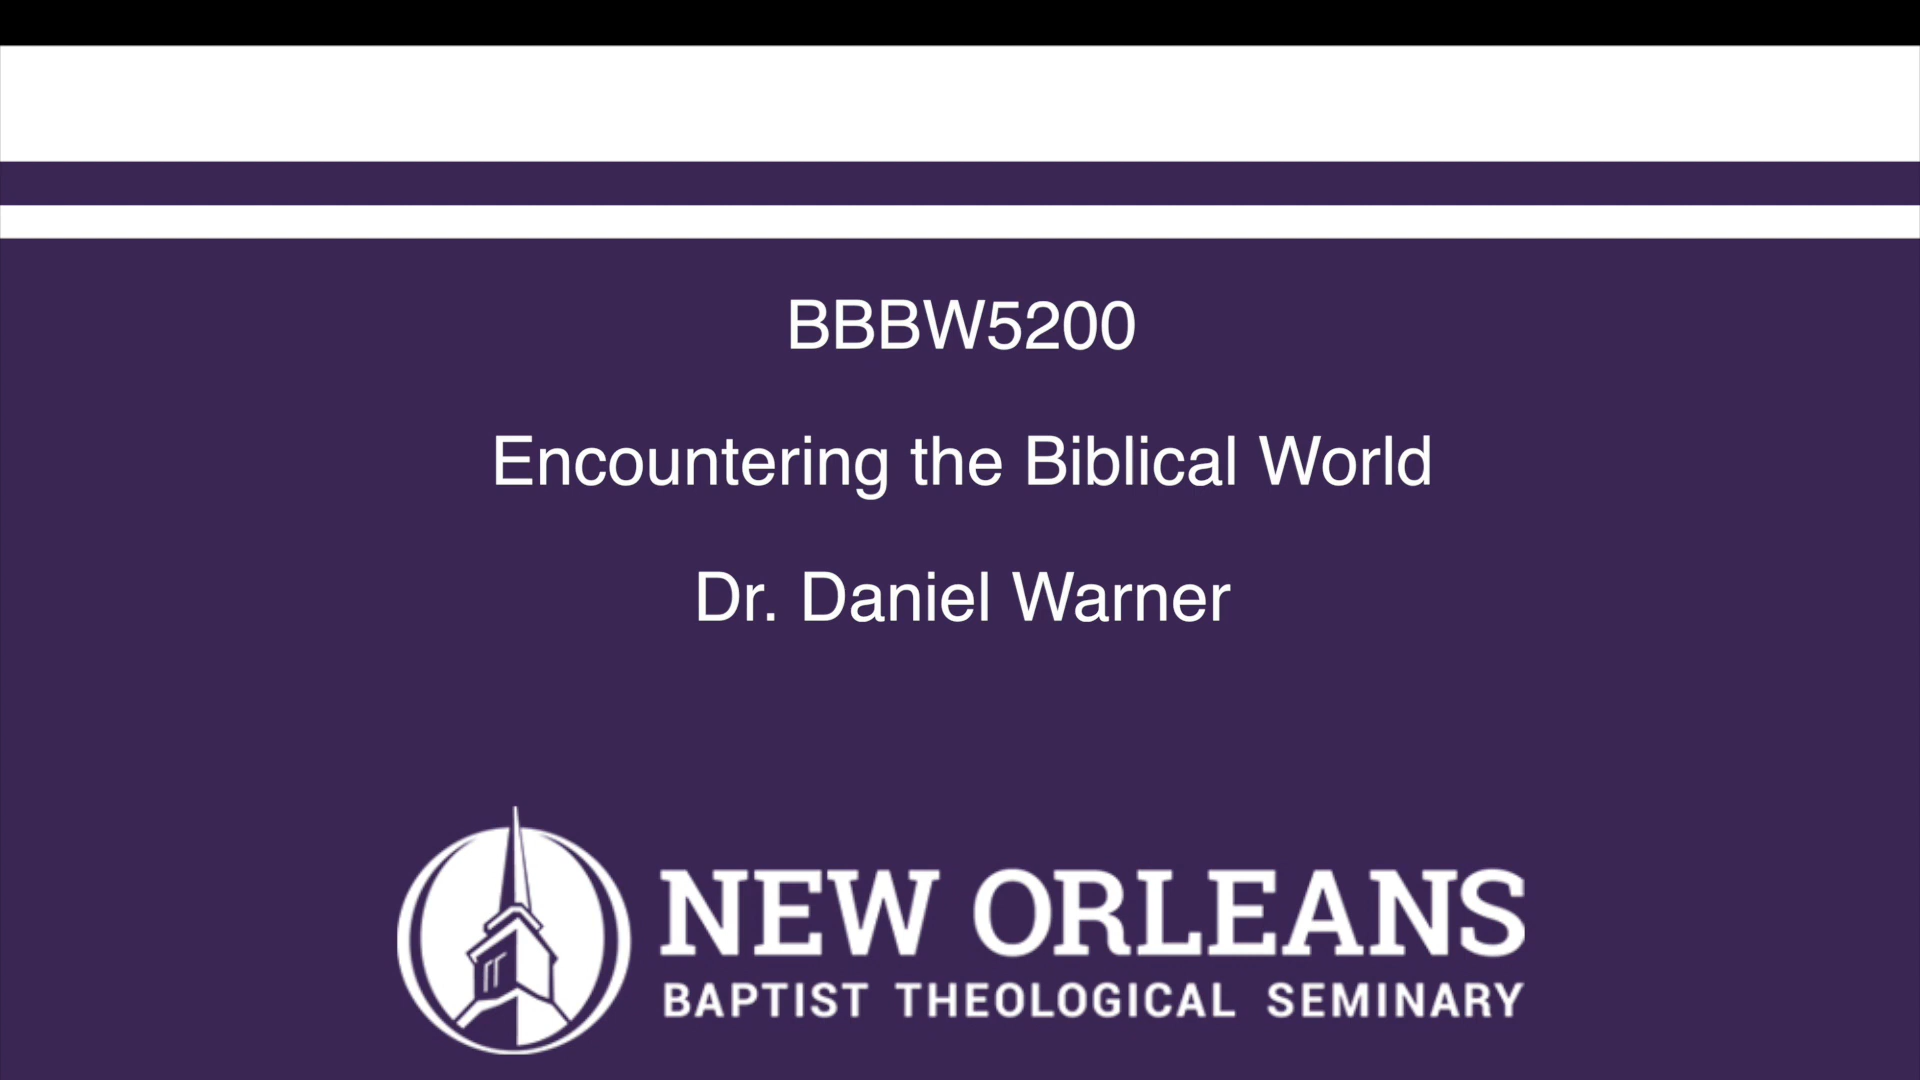 BBBW5200
Encountering the Biblical World
Dr. Daniel Warner
NEW ORLEANS
BAPTIST THEOLOGICAL SEMINARY